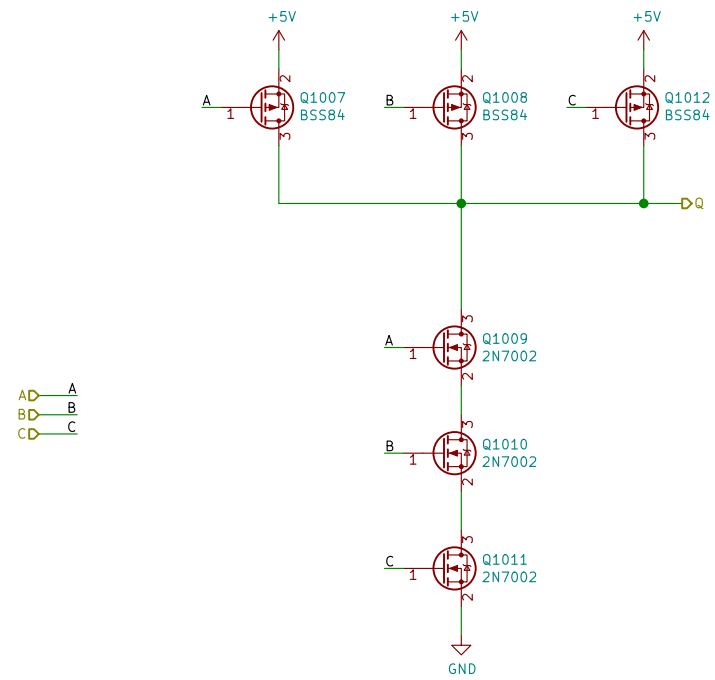 +5V +5V +5V
2 2 2
A 1 Q1007 B 1 Q1008 C 1 Q1012
BSS84 BSS84 BSS84
3 3 3
Q
3
A 1 Q1009
2N7002
2
A A
B B
C C
3
B 1 Q1010
2N7002
2
3
C 1 Q1011
2N7002
2
GND